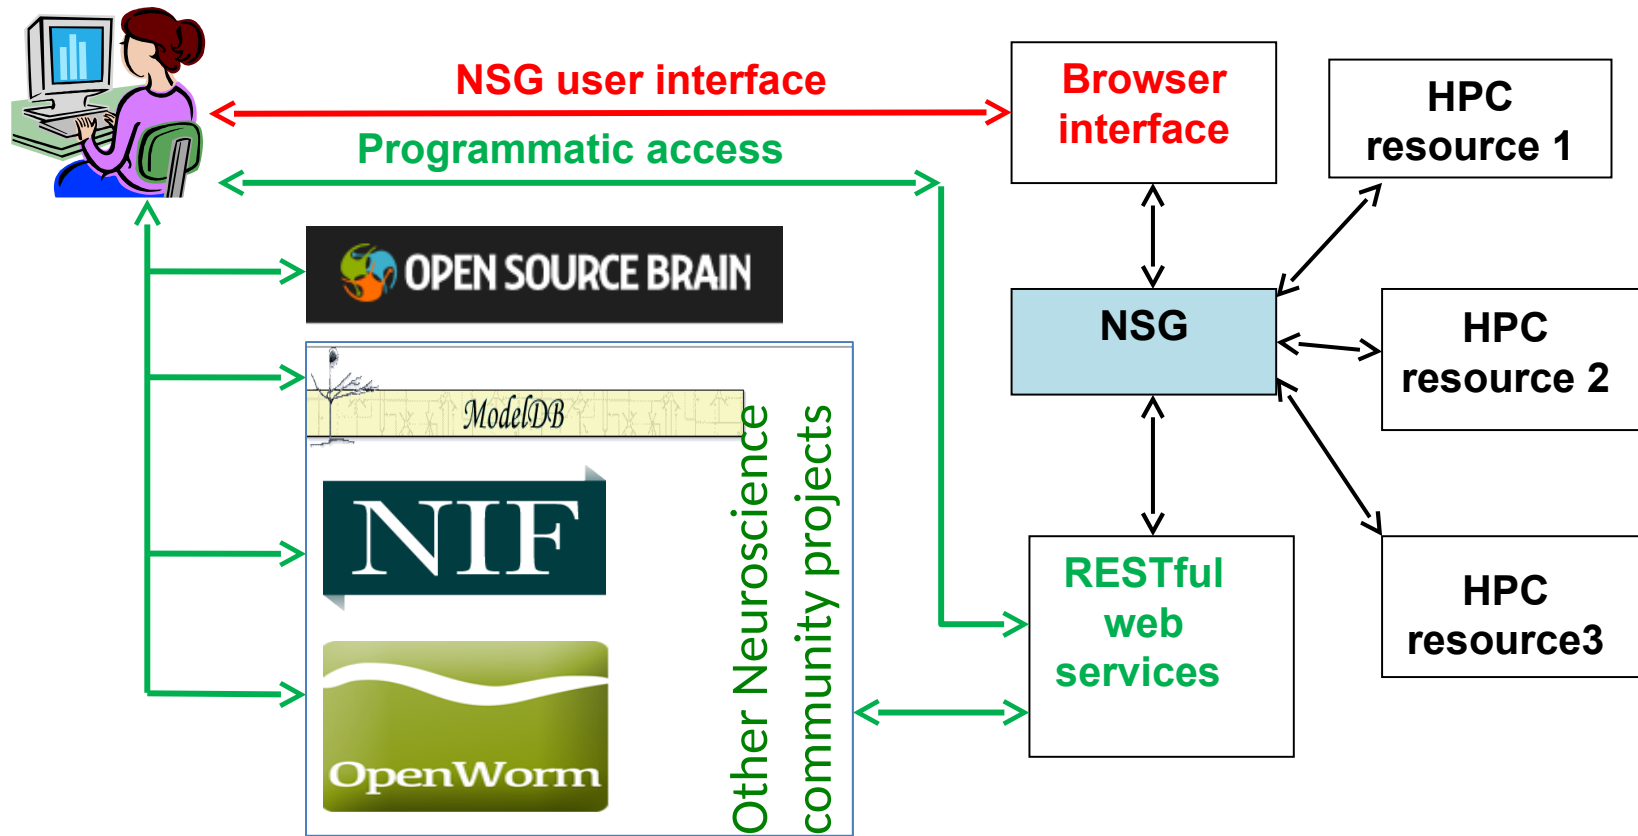 NSG user interface
Programmatic access
Browser
interface
HPC
resource 1
OPEN SOURCE BRAIN
NSG
HPC
resource 2
ModelDB
NIF
OpenWorm
Other Neuroscience
community projects
RESTful
web
services
HPC
resource3